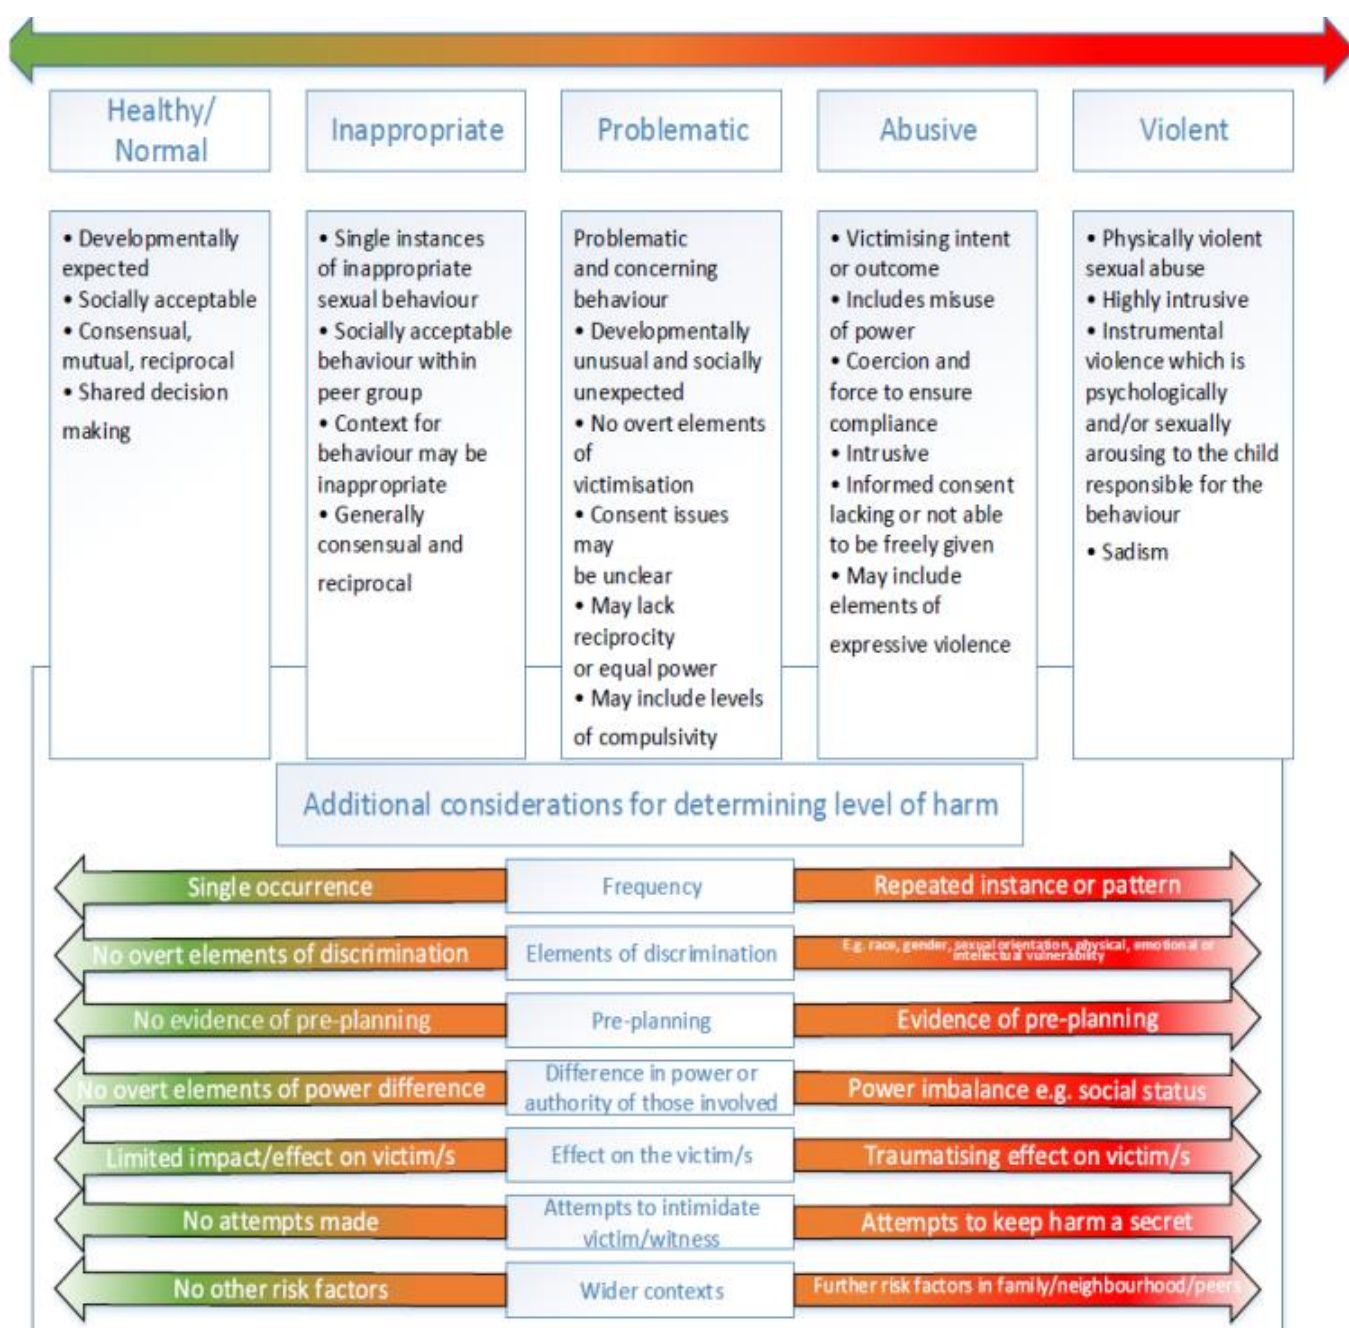 Healthy/
Normal
Inappropriate
Problematic
Abusive
Violent
• Developmentally
expected
• Socially acceptable
• Consensual,
mutual, reciprocal
• Shared decision
making
• Single instances
of inappropriate
sexual behaviour
• Socially acceptable
behaviour within
peer group
• Context for
behaviour may be
inappropriate
• Generally
consensual and
reciprocal
Problematic
and concerning
behaviour
• Developmentally
unusual and socially
unexpected
• No overt elements
of
victimisation
• Consent issues
may
be unclear
• May lack
reciprocity
or equal power
• May include levels
of compulsivity
• Victimising intent
or outcome
• Includes misuse
of power
• Coercion and
force to ensure
compliance
• Intrusive
• Informed consent
lacking or not able
to be freely given
• May include
elements of
expressive violence
• Physically violent
sexual abuse
• Highly intrusive
• Instrumental
violence which is
psychologically
and/or sexually
arousing to the child
responsible for the
behaviour
• Sadism
Additional considerations for determining level of harm
Single occurrence
Frequency
Repeated instance or pattern
No overt elements of discrimination
Elements of discrimination
E.g. race, gender, sexual orientation, physical, emotional or
intellectual vulnerability
No evidence of pre-planning
Pre-planning
Evidence of pre-planning
No overt elements of power difference
Difference in power or
authority of those involved
Power imbalance e.g. social status
Limited impact/effect on victim/s
Effect on the victim/s
Traumatising effect on victim/s
No attempts made
Attempts to intimidate
victim/witness
Attempts to keep harm a secret
No other risk factors
Wider contexts
Further risk factors in family/neighbourhood/peers